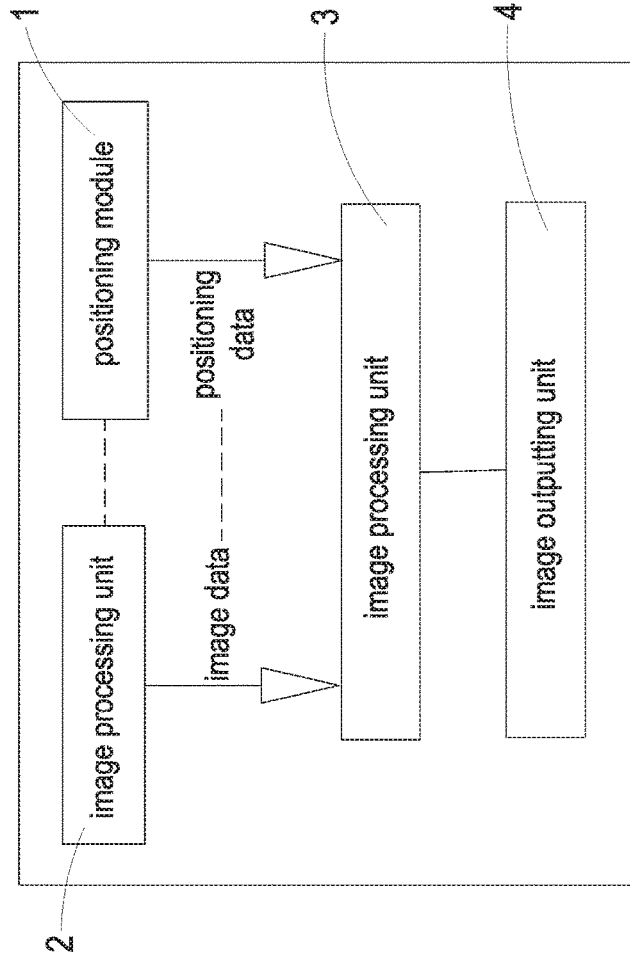 1
2
image processing unit
positioning module
image data
positioning
data
3
image processing unit
4
image outputting unit